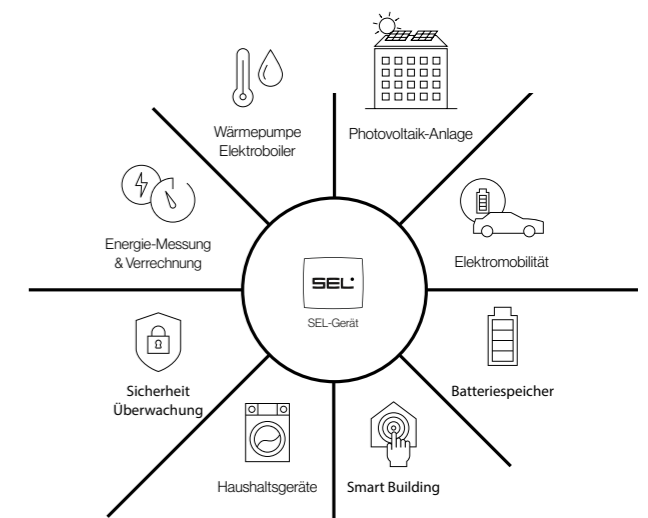 Wärmepumpe
Elektroboiler
Photovoltaik-Anlage
Energie-Messung
& Verrechnung
Elektromobilität
SEL
SEL-Gerät
Sicherheit
Überwachung
Batteriespeicher
Haushaltsgeräte
Smart Building